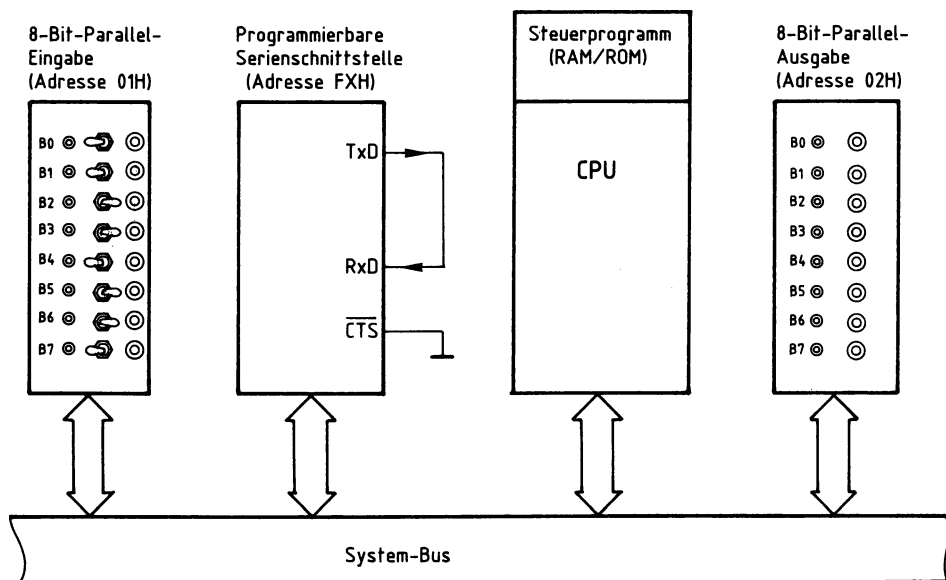 8-Bit-Parallel-
Eingabe
(Adresse 01H)
B0
B1
B2
B3
B4
B5
B6
B7
Programmierbare
Serienschnittstelle
(Adresse FXH)
TxD
RxD
CTS
Steuerprogramm
(RAM/ROM)
CPU
8-Bit-Parallel-
Ausgabe
(Adresse 02H)
B0
B1
B2
B3
B4
B5
B6
B7
System-Bus